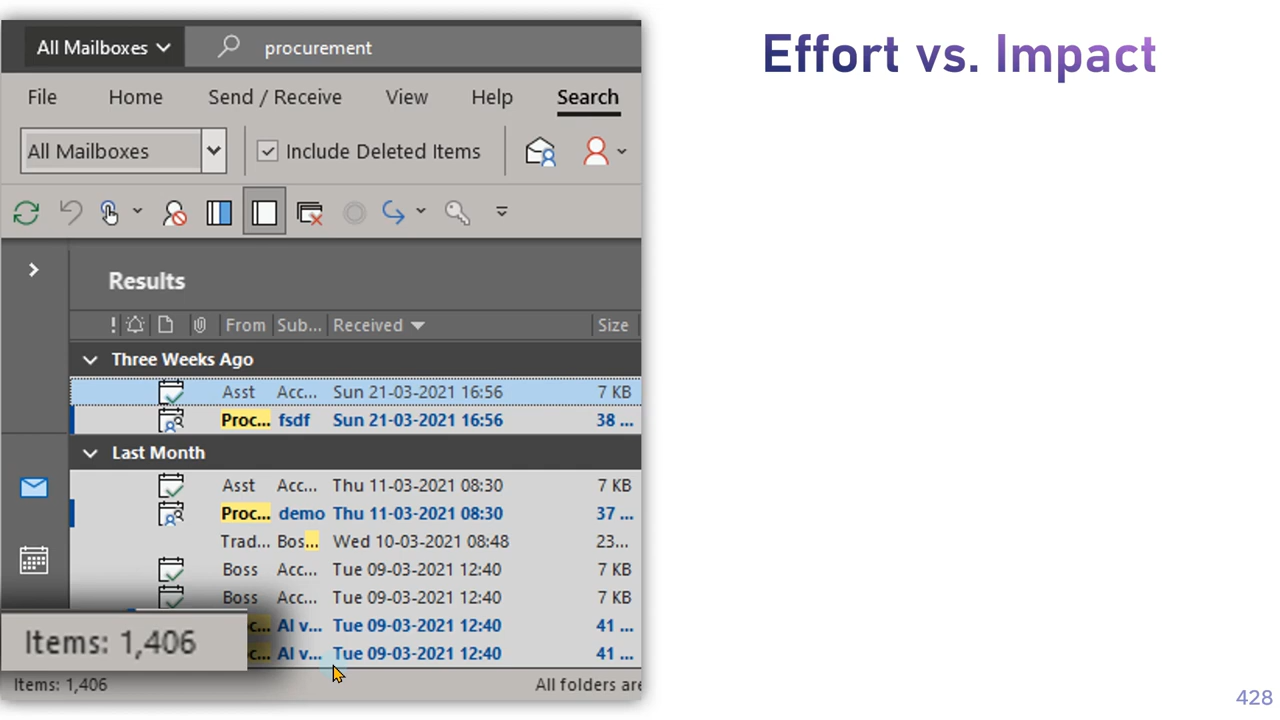 All Mailboxes procurement
Effort vs. Impact
File Home Send / Receive View Help Search
All Mailboxes Include Deleted Items
Results
! From Sub... Received Size
Three Weeks Ago
Asst Acc... Sun 21-03-2021 16:56 7 KB
Proc... fsdf Sun 21-03-2021 16:56 38 ...
Last Month
Asst Acc... Thu 11-03-2021 08:30 7 KB
Proc... demo Thu 11-03-2021 08:30 37 ...
Trad... Bos... Wed 10-03-2021 08:48 23...
Boss Acc... Tue 09-03-2021 12:40 7 KB
Boss Acc... Tue 09-03-2021 12:40 7 KB
AI v... Tue 09-03-2021 12:40 41 ...
Items: 1,406
AI v... Tue 09-03-2021 12:40 41 ...
Items: 1,406 All folders are
428